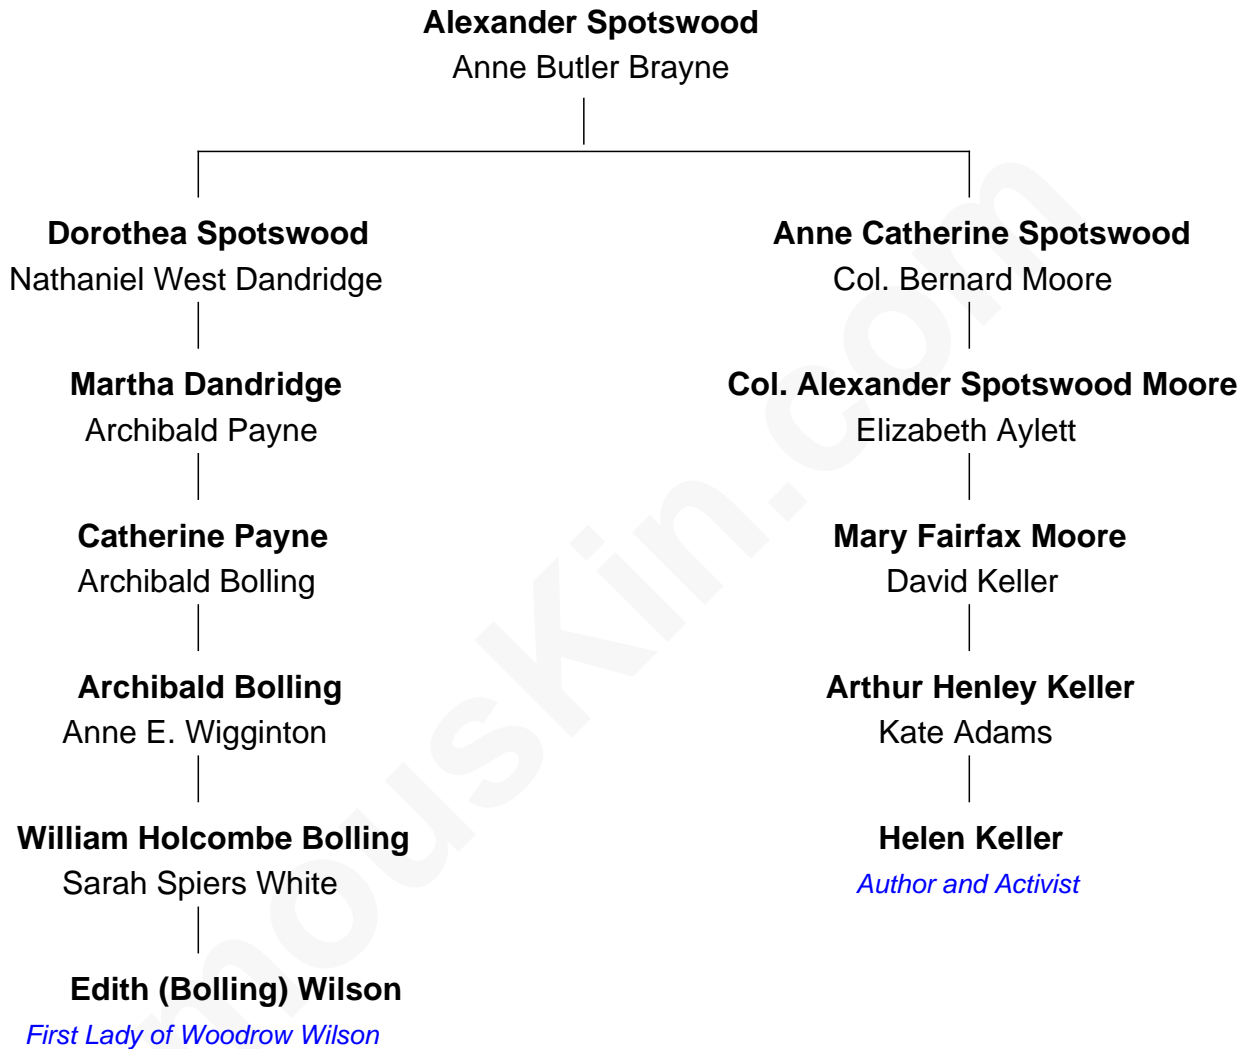 Alexander Spotswood
Anne Butler Brayne
Dorothea Spotswood
Nathaniel West Dandridge
Anne Catherine Spotswood
Col. Bernard Moore
Martha Dandridge
Archibald Payne
Col. Alexander Spotswood Moore
Elizabeth Aylett
Catherine Payne
Archibald Bolling
Mary Fairfax Moore
David Keller
Archibald Bolling
Anne E. Wigginton
Arthur Henley Keller
Kate Adams
William Holcombe Bolling
Sarah Spiers White
Helen Keller
Author and Activist
Edith (Bolling) Wilson
First Lady of Woodrow Wilson
mousKin.com